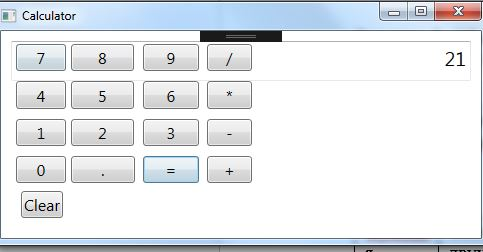 Calculator
7 8 9 / 21
4 5 6 *
1 2 3 -
0 . = +
Clear